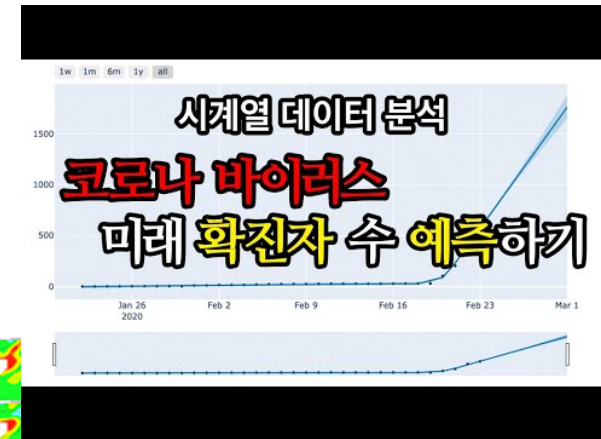 1w 1m 6m 1y all
시계열 데이터 분석
1500
코로나 바이러스
1000
미래 확진자 수 예측하기
500
0
Jan 26 Feb 2 Feb 9 Feb 16 Feb 23 Mar 1
2020